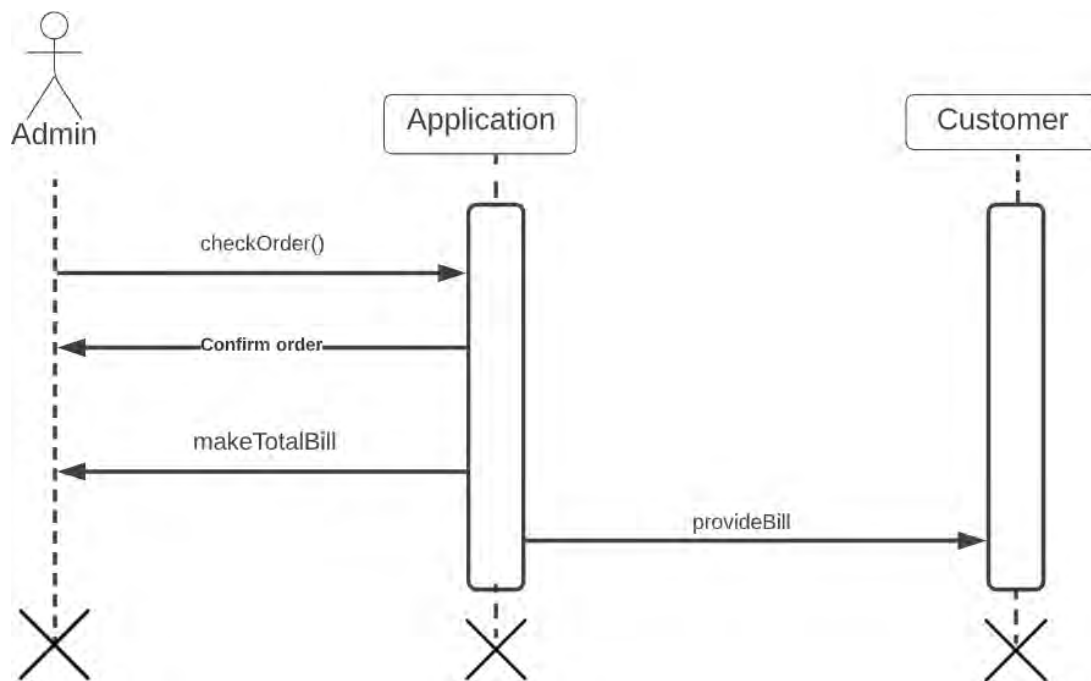 Admin
Application
Customer
checkOrder()
Confirm order
makeTotalBill
provideBill